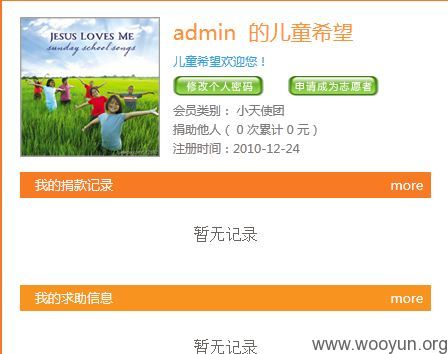 JESUS LOVES ME
sunday school songs
admin 的儿童希望
儿童希望欢迎您！
修改个人密码
申请成为志愿者
会员类别： 小天使团
捐助他人（ 0 次累计 0 元 ）
注册时间：2010-12-24
我的捐款记录 more
暂无记录
我的求助信息 more
暂无记录
www.wooyun.org